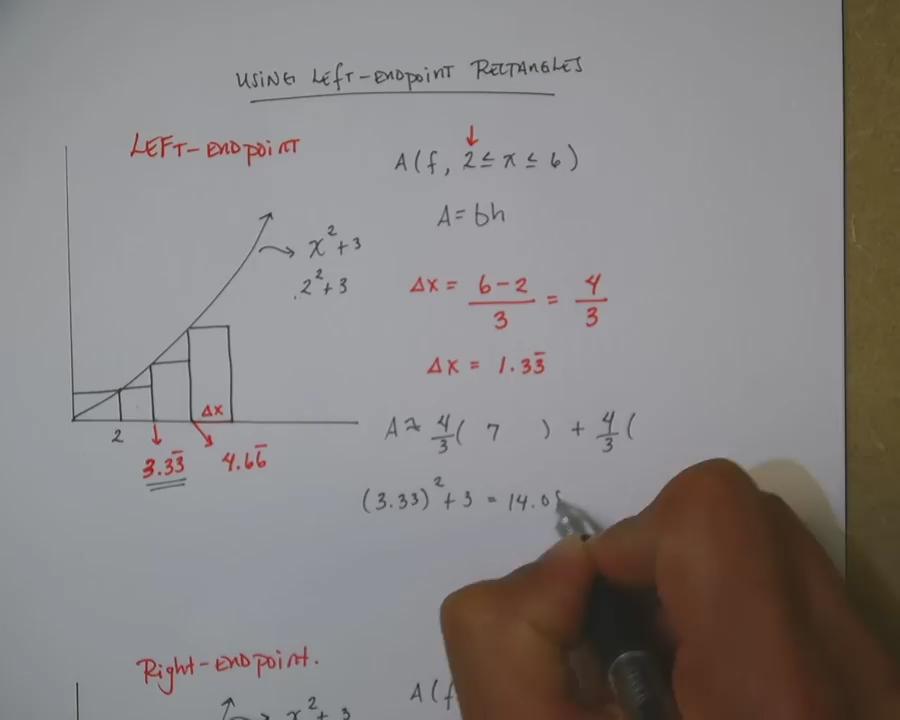 USING LEFT-ENDPOINT RECTANGLES
LEFT-ENDPOINT
A(f, 2 ≤ x ≤ 6)
A = bh
x² + 3
2² + 3
Δx = (6-2)/3 = 4/3
Δx = 1.33̅
Δx
A ≈ 4/3( 7 ) + 4/3(
2
3.33̅
4.66̅
(3.33)² + 3 = 14.0
Right-ENDPOINT.
A(f
x² + 3